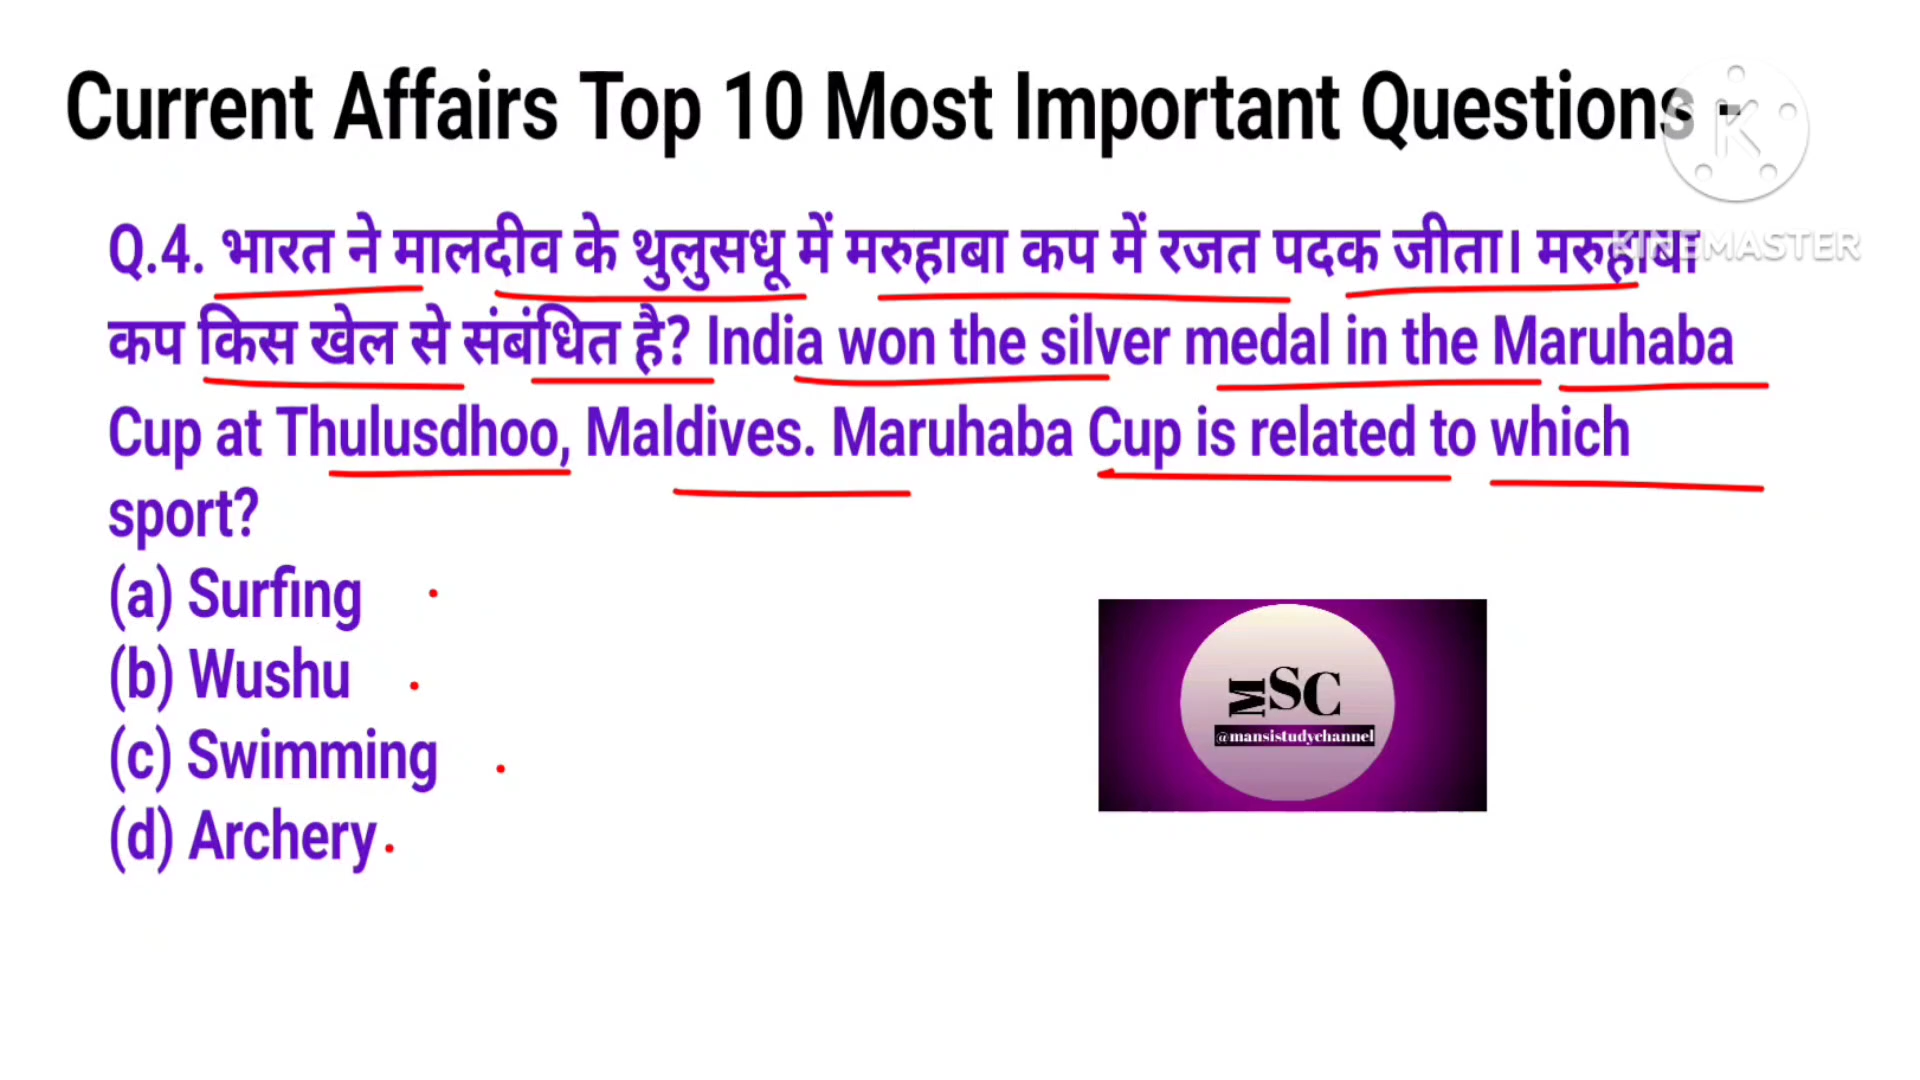 Current Affairs Top 10 Most Important Questions -
KINEMASTER
Q.4. भारत ने मालदीव के थुलुसधू में मरुहाबा कप में रजत पदक जीता। मरुहाबा
कप किस खेल से संबंधित है? India won the silver medal in the Maruhaba
Cup at Thulusdhoo, Maldives. Maruhaba Cup is related to which
sport?
(a) Surfing
(b) Wushu
(c) Swimming
(d) Archery
MSC
@mansistudychannel